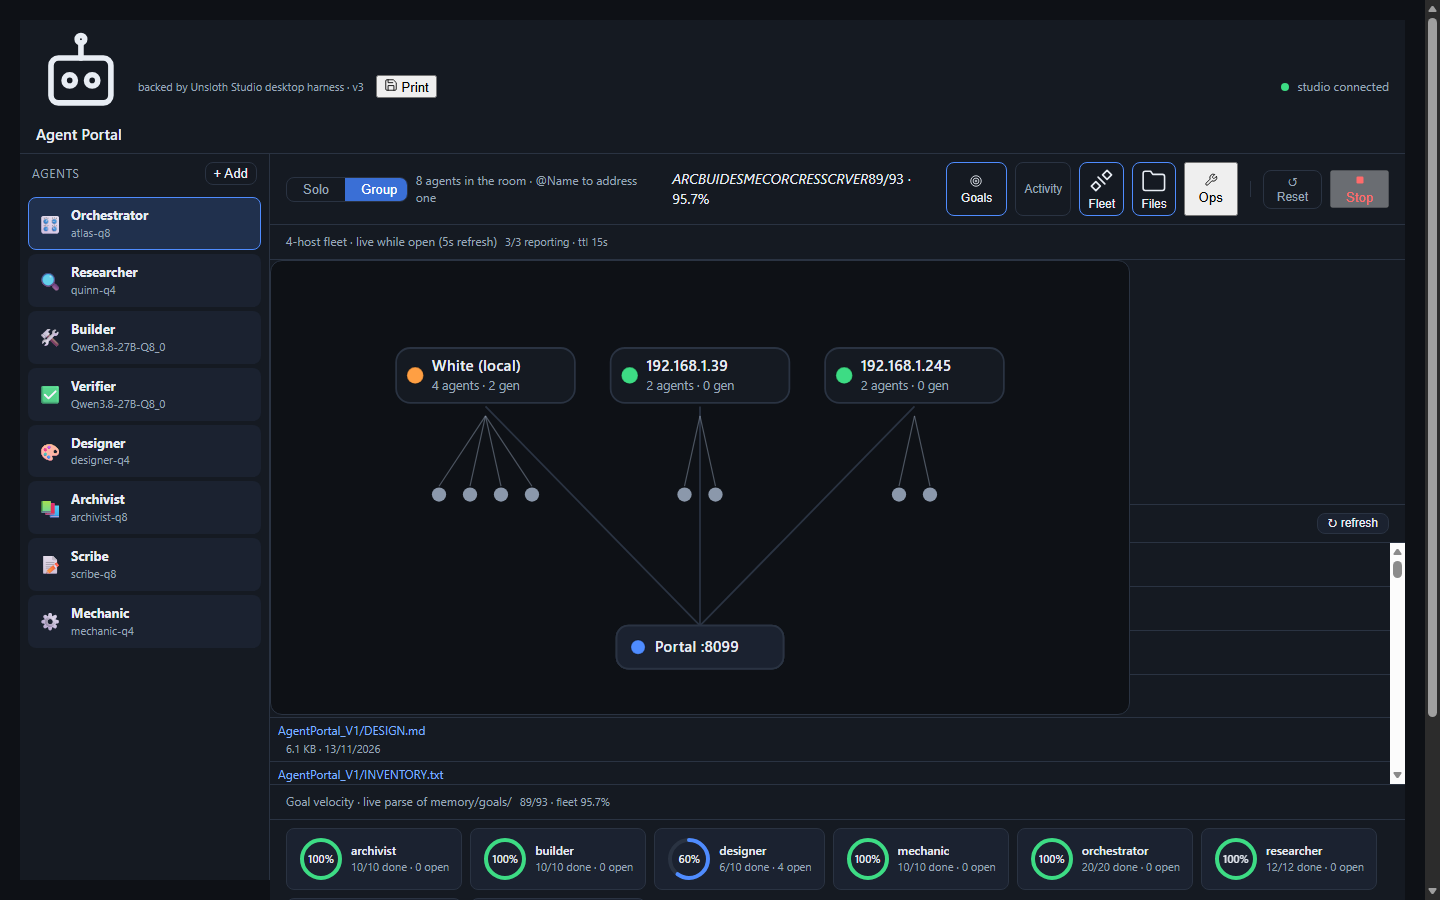 backed by Unsloth Studio desktop harness · v3
Print
studio connected
Agent Portal
AGENTS
+ Add
Orchestrator
atlas-q8
Researcher
quinn-q4
Builder
Qwen3.8-27B-Q8_0
Verifier
Qwen3.8-27B-Q8_0
Designer
designer-q4
Archivist
archivist-q8
Scribe
scribe-q8
Mechanic
mechanic-q4
Solo
Group
8 agents in the room · @Name to address
one
ARCBUIDESMECORCRESSCRVER89/93 ·
95.7%
Goals
Activity
Fleet
Files
Ops
↺
Reset
Stop
4-host fleet · live while open (5s refresh) 3/3 reporting · ttl 15s
White (local)
4 agents · 2 gen
192.168.1.39
2 agents · 0 gen
192.168.1.245
2 agents · 0 gen
Portal :8099
↻ refresh
AgentPortal_V1/DESIGN.md
6.1 KB · 13/11/2026
AgentPortal_V1/INVENTORY.txt
Goal velocity · live parse of memory/goals/ 89/93 · fleet 95.7%
100%
archivist
10/10 done · 0 open
100%
builder
10/10 done · 0 open
60%
designer
6/10 done · 4 open
100%
mechanic
10/10 done · 0 open
100%
orchestrator
20/20 done · 0 open
100%
researcher
12/12 done · 0 open